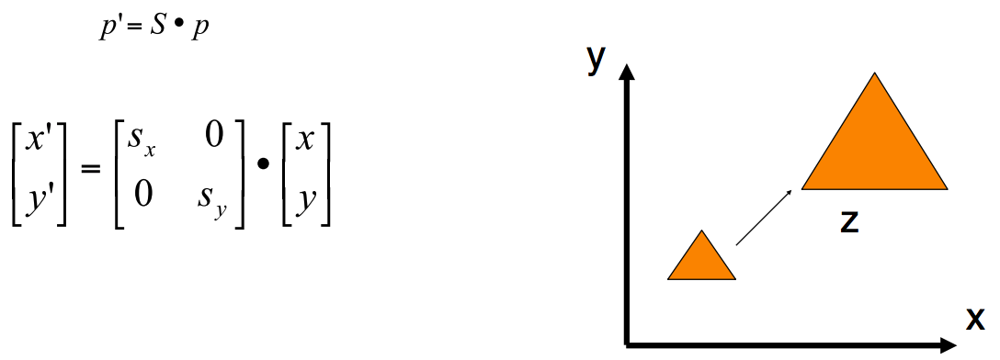 p' = S • p
[x'] = [s_x 0] • [x]
[y'] [0 s_y] [y]
y
z
x